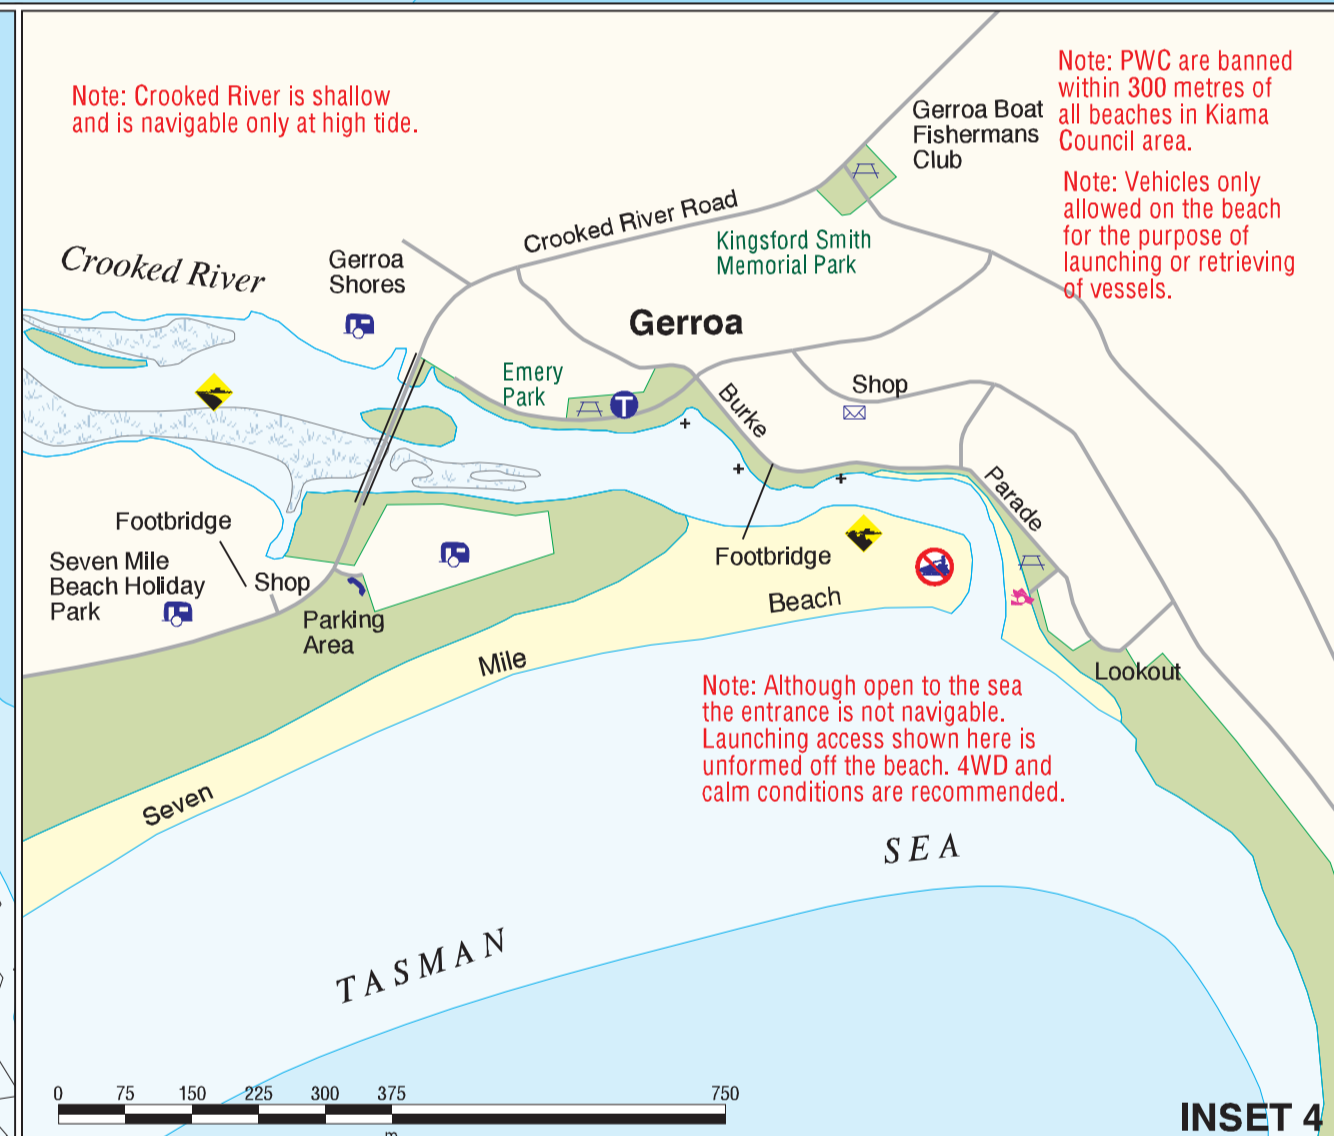 Note: Crooked River is shallow
and is navigable only at high tide.
Note: PWC are banned
within 300 metres of
all beaches in Kiama
Council area.
Gerroa Boat
Fishermans
Club
Note: Vehicles only
allowed on the beach
for the purpose of
launching or retrieving
of vessels.
Crooked River Road
Kingsford Smith
Memorial Park
Crooked River
Gerroa
Shores
Gerroa
Emery
Park
T
Burke
Shop
Parade
Footbridge
Seven Mile
Beach Holiday
Park
Shop
Parking
Area
Footbridge
Beach
Mile
Seven
Lookout
Note: Although open to the sea
the entrance is not navigable.
Launching access shown here is
unformed off the beach. 4WD and
calm conditions are recommended.
SEA
TASMAN
0 75 150 225 300 375 750
m
INSET 4